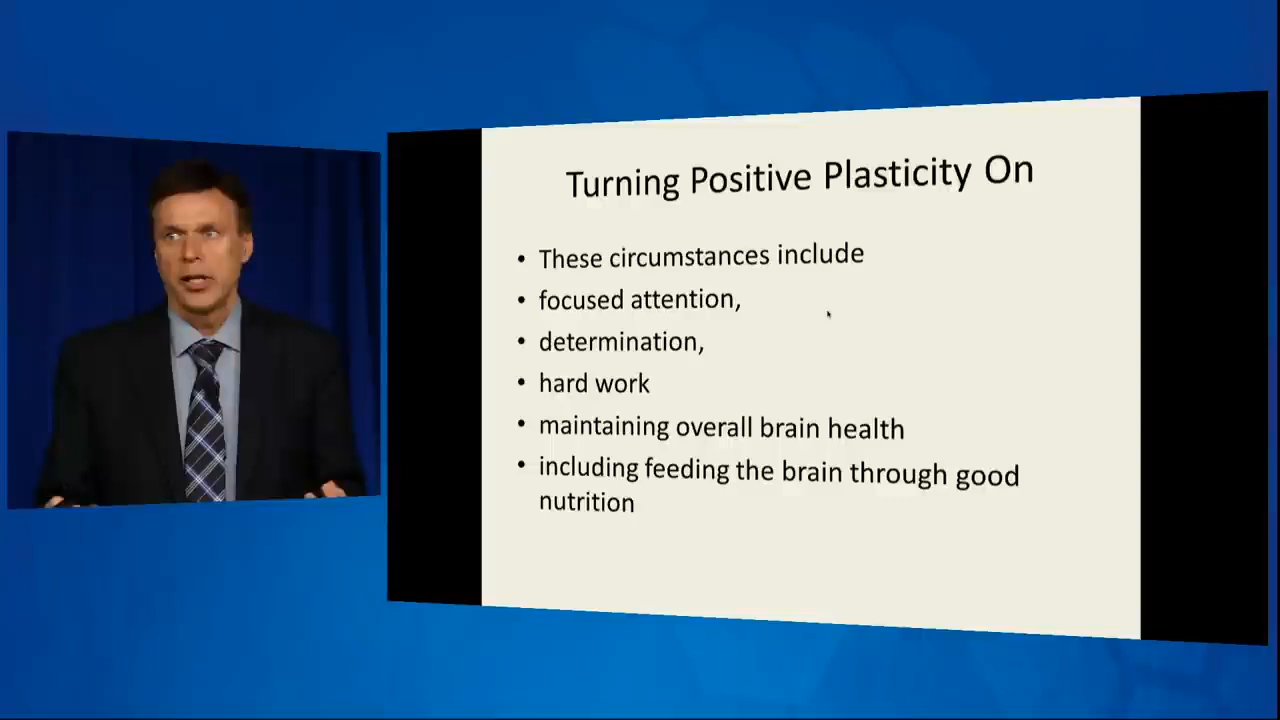 Turning Positive Plasticity On
• These circumstances include
• focused attention,
• determination,
• hard work
• maintaining overall brain health
• including feeding the brain through good
nutrition